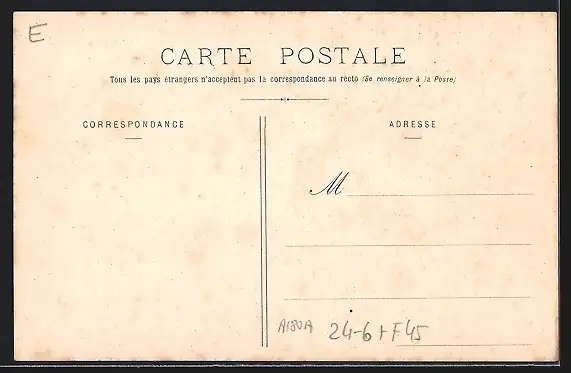 E
CARTE POSTALE
Tous les pays étrangers n'acceptent pas la correspondance au recto (Se renseigner à la Poste)
CORRESPONDANCE
ADRESSE
M
A180A 24-6 + F45